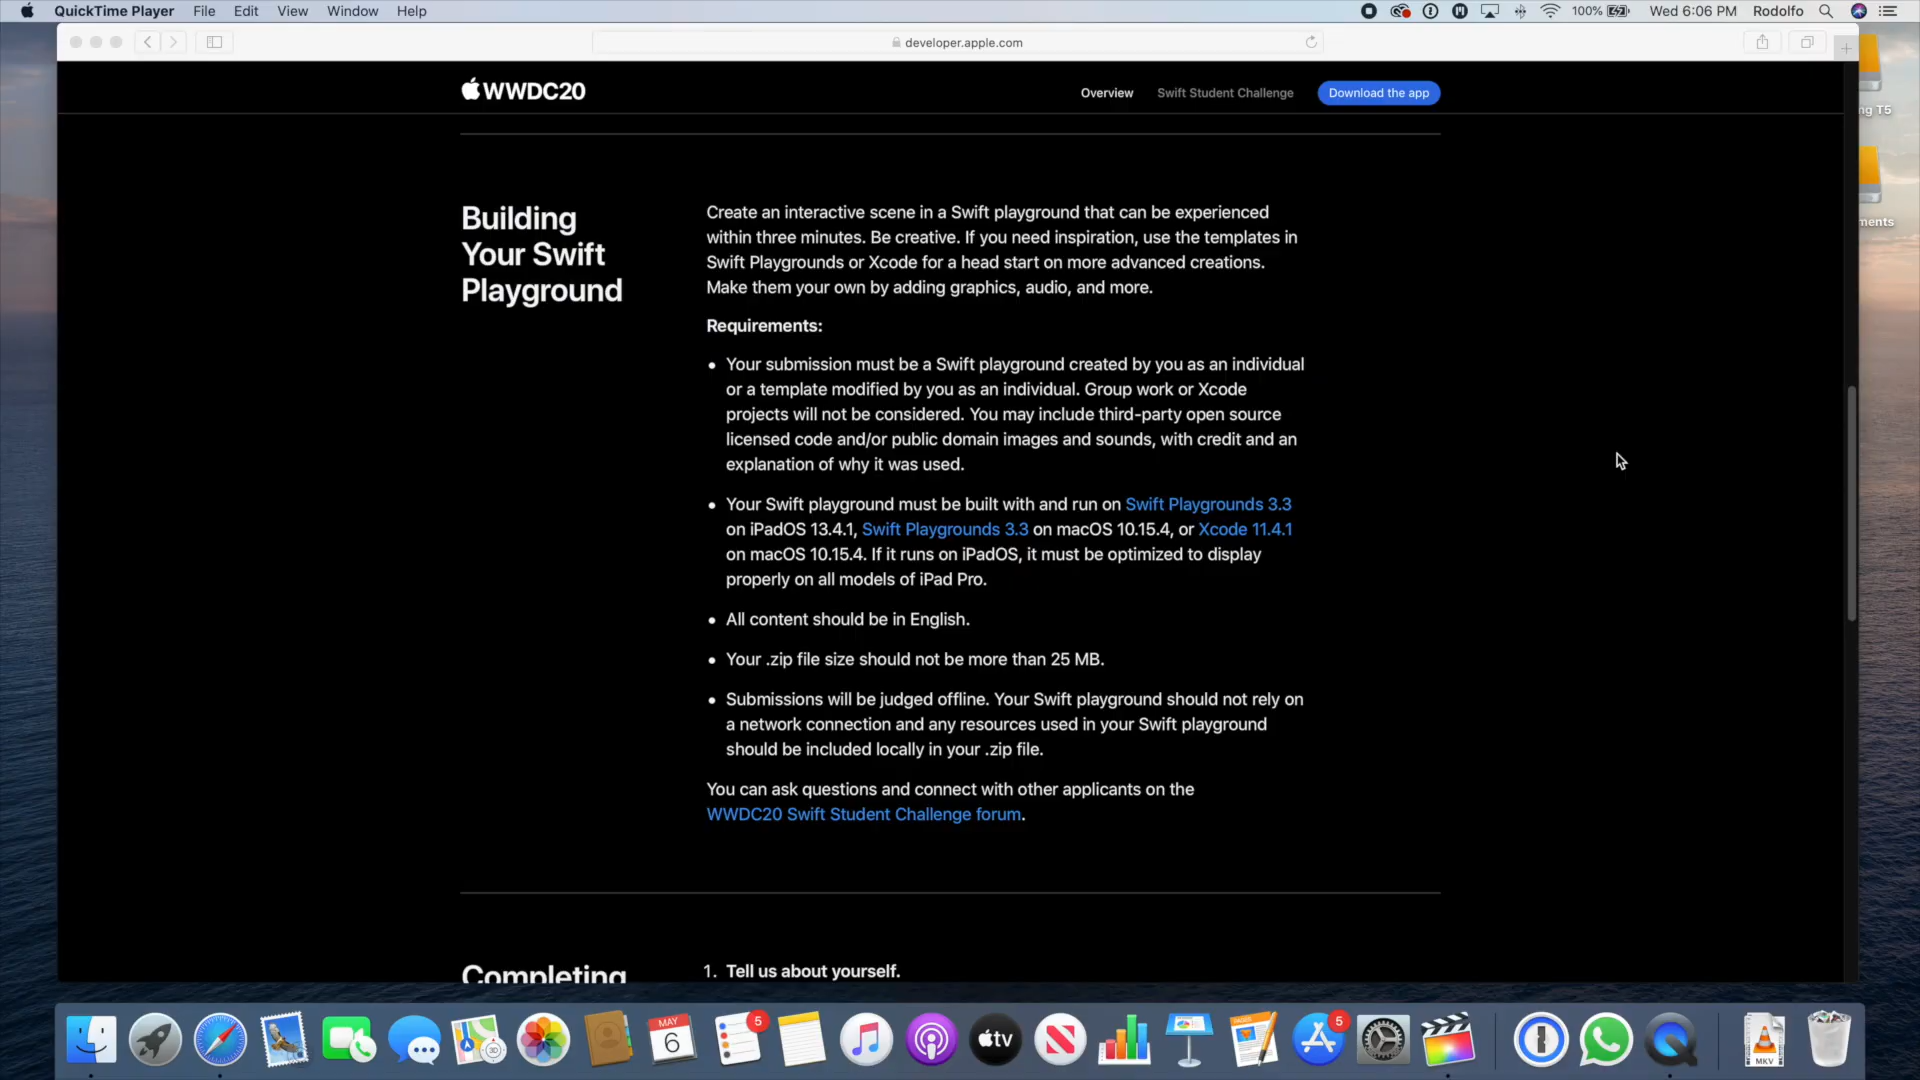 QuickTime Player File Edit View Window Help 100% Wed 6:06 PM Rodolfo
developer.apple.com
WWDC20 Overview Swift Student Challenge Download the app
ng T5
ments
Building
Your Swift
Playground
Create an interactive scene in a Swift playground that can be experienced
within three minutes. Be creative. If you need inspiration, use the templates in
Swift Playgrounds or Xcode for a head start on more advanced creations.
Make them your own by adding graphics, audio, and more.
Requirements:
• Your submission must be a Swift playground created by you as an individual
or a template modified by you as an individual. Group work or Xcode
projects will not be considered. You may include third-party open source
licensed code and/or public domain images and sounds, with credit and an
explanation of why it was used.
• Your Swift playground must be built with and run on Swift Playgrounds 3.3
on iPadOS 13.4.1, Swift Playgrounds 3.3 on macOS 10.15.4, or Xcode 11.4.1
on macOS 10.15.4. If it runs on iPadOS, it must be optimized to display
properly on all models of iPad Pro.
• All content should be in English.
• Your .zip file size should not be more than 25 MB.
• Submissions will be judged offline. Your Swift playground should not rely on
a network connection and any resources used in your Swift playground
should be included locally in your .zip file.
You can ask questions and connect with other applicants on the
WWDC20 Swift Student Challenge forum.
Completing
1. Tell us about yourself.
3D
MAY
6
5
tv
PAGES
5
MKV